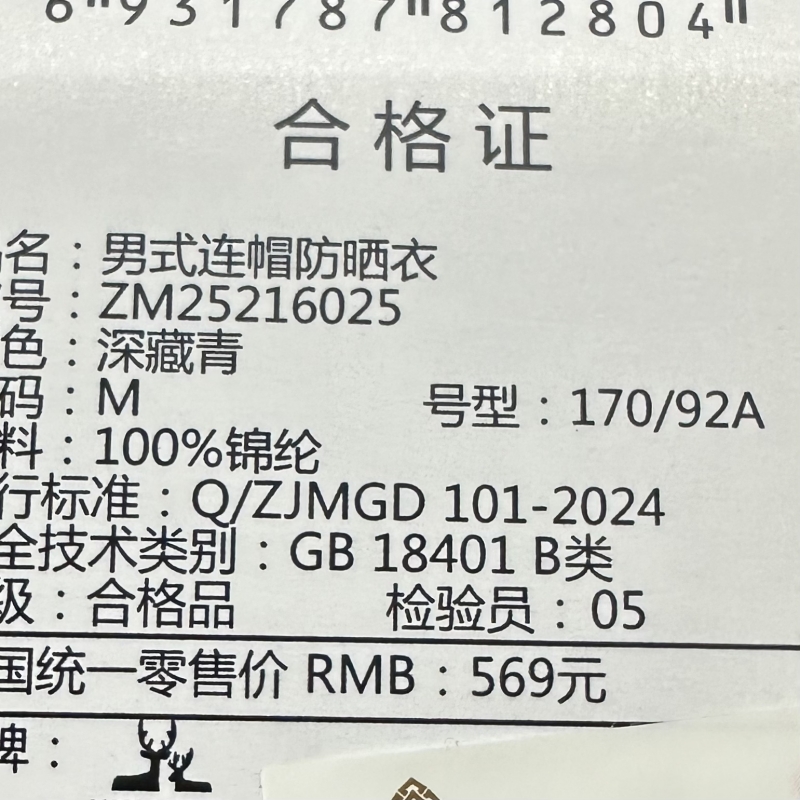 6 931787 812804
合格证
品名：男式连帽防晒衣
号：ZM25216025
色：深藏青
码：M 号型：170/92A
料：100%锦纶
行标准：Q/ZJMGD 101-2024
全技术类别：GB 18401 B类
级：合格品 检验员：05
国统一零售价 RMB：569元
牌：